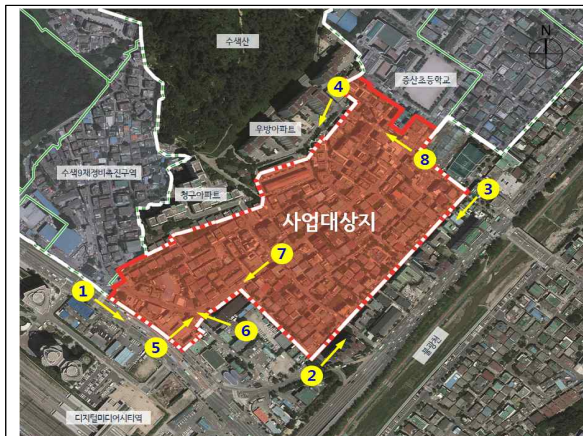 수색산
N
증산초등학교
4
우방아파트
8
수색9재정비촉진구역
청구아파트
3
사업대상지
7
1
5
6
불광천
2
디지털미디어시티역